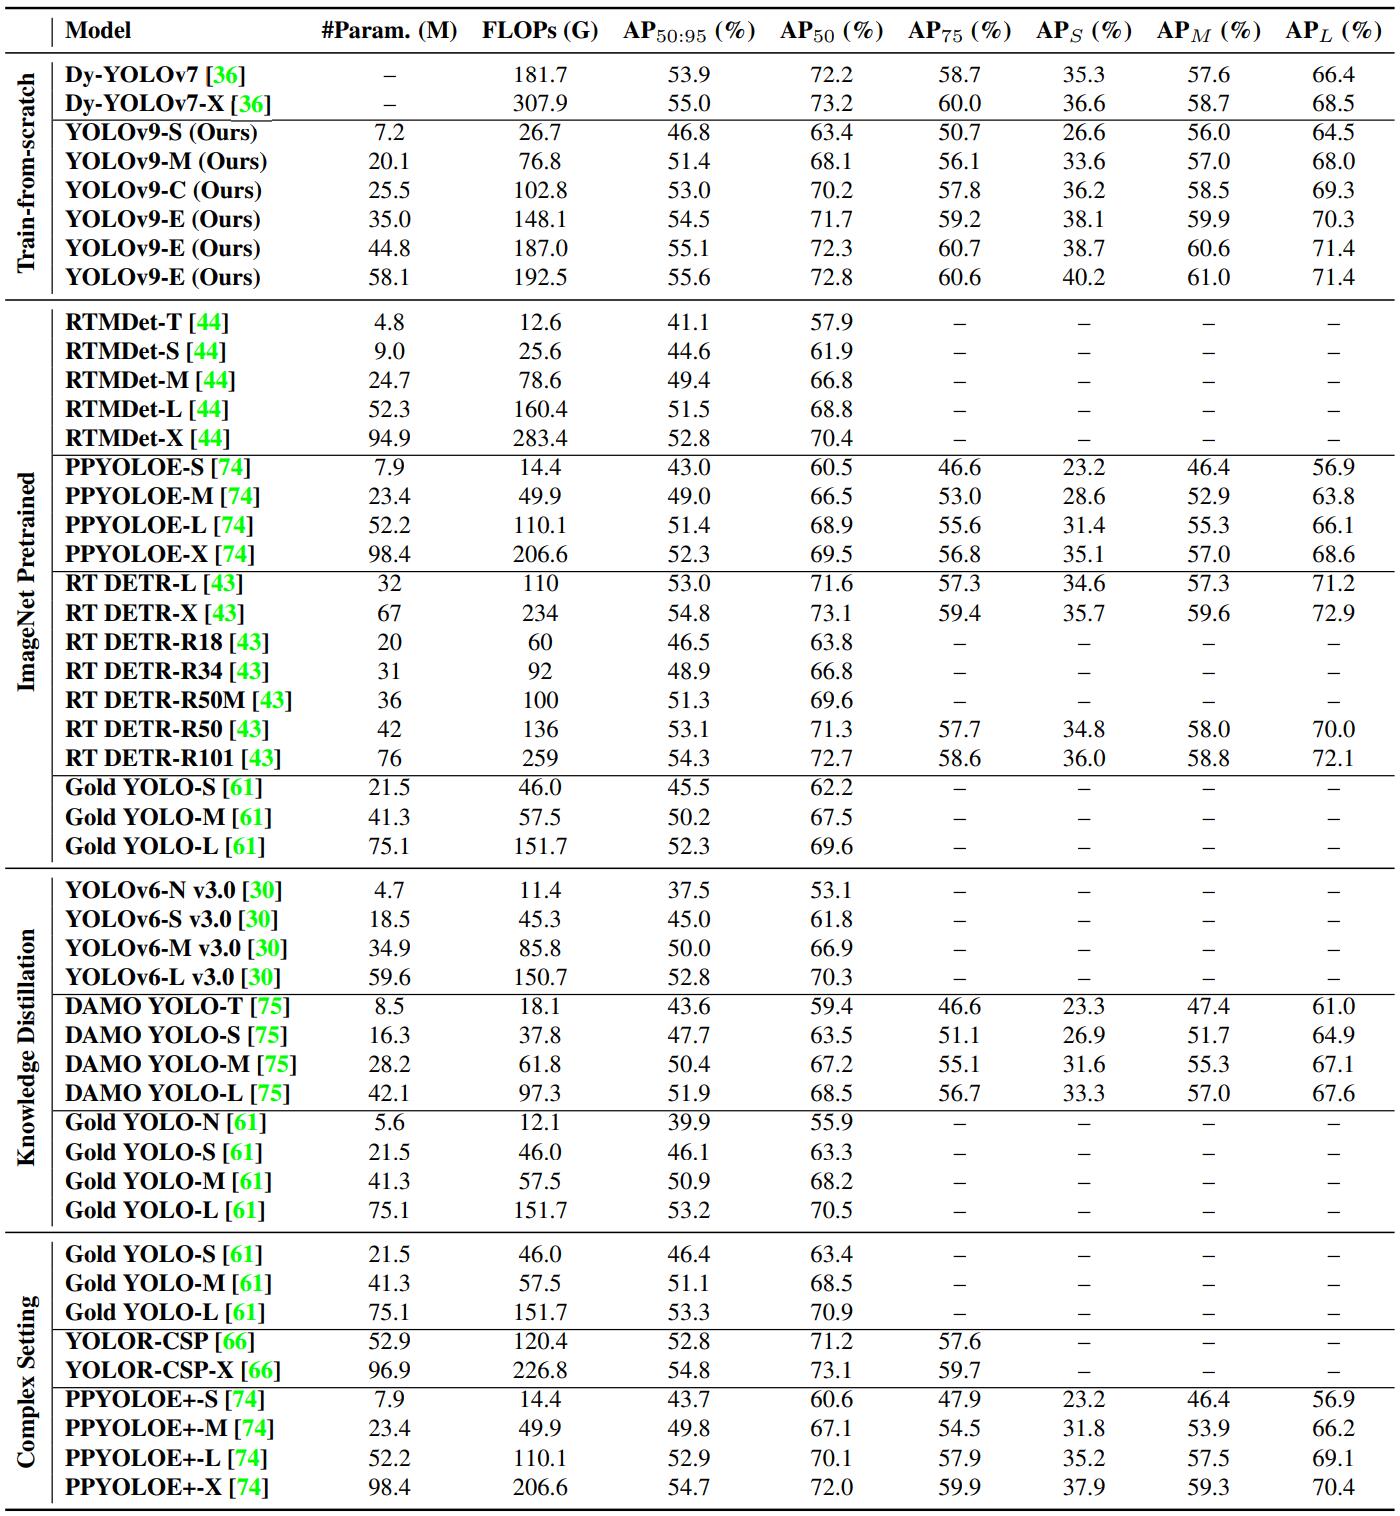 Model #Param. (M) FLOPs (G) AP50:95 (%) AP50 (%) AP75 (%) APS (%) APM (%) APL (%)
Train-from-scratch
Dy-YOLOv7 [36] – 181.7 53.9 72.2 58.7 35.3 57.6 66.4
Dy-YOLOv7-X [36] – 307.9 55.0 73.2 60.0 36.6 58.7 68.5
YOLOv9-S (Ours) 7.2 26.7 46.8 63.4 50.7 26.6 56.0 64.5
YOLOv9-M (Ours) 20.1 76.8 51.4 68.1 56.1 33.6 57.0 68.0
YOLOv9-C (Ours) 25.5 102.8 53.0 70.2 57.8 36.2 58.5 69.3
YOLOv9-E (Ours) 35.0 148.1 54.5 71.7 59.2 38.1 59.9 70.3
YOLOv9-E (Ours) 44.8 187.0 55.1 72.3 60.7 38.7 60.6 71.4
YOLOv9-E (Ours) 58.1 192.5 55.6 72.8 60.6 40.2 61.0 71.4
ImageNet Pretrained
RTMDet-T [44] 4.8 12.6 41.1 57.9 – – – –
RTMDet-S [44] 9.0 25.6 44.6 61.9 – – – –
RTMDet-M [44] 24.7 78.6 49.4 66.8 – – – –
RTMDet-L [44] 52.3 160.4 51.5 68.8 – – – –
RTMDet-X [44] 94.9 283.4 52.8 70.4 – – – –
PPYOLOE-S [74] 7.9 14.4 43.0 60.5 46.6 23.2 46.4 56.9
PPYOLOE-M [74] 23.4 49.9 49.0 66.5 53.0 28.6 52.9 63.8
PPYOLOE-L [74] 52.2 110.1 51.4 68.9 55.6 31.4 55.3 66.1
PPYOLOE-X [74] 98.4 206.6 52.3 69.5 56.8 35.1 57.0 68.6
RT DETR-L [43] 32 110 53.0 71.6 57.3 34.6 57.3 71.2
RT DETR-X [43] 67 234 54.8 73.1 59.4 35.7 59.6 72.9
RT DETR-R18 [43] 20 60 46.5 63.8 – – – –
RT DETR-R34 [43] 31 92 48.9 66.8 – – – –
RT DETR-R50M [43] 36 100 51.3 69.6 – – – –
RT DETR-R50 [43] 42 136 53.1 71.3 57.7 34.8 58.0 70.0
RT DETR-R101 [43] 76 259 54.3 72.7 58.6 36.0 58.8 72.1
Gold YOLO-S [61] 21.5 46.0 45.5 62.2 – – – –
Gold YOLO-M [61] 41.3 57.5 50.2 67.5 – – – –
Gold YOLO-L [61] 75.1 151.7 52.3 69.6 – – – –
Knowledge Distillation
YOLOv6-N v3.0 [30] 4.7 11.4 37.5 53.1 – – – –
YOLOv6-S v3.0 [30] 18.5 45.3 45.0 61.8 – – – –
YOLOv6-M v3.0 [30] 34.9 85.8 50.0 66.9 – – – –
YOLOv6-L v3.0 [30] 59.6 150.7 52.8 70.3 – – – –
DAMO YOLO-T [75] 8.5 18.1 43.6 59.4 46.6 23.3 47.4 61.0
DAMO YOLO-S [75] 16.3 37.8 47.7 63.5 51.1 26.9 51.7 64.9
DAMO YOLO-M [75] 28.2 61.8 50.4 67.2 55.1 31.6 55.3 67.1
DAMO YOLO-L [75] 42.1 97.3 51.9 68.5 56.7 33.3 57.0 67.6
Gold YOLO-N [61] 5.6 12.1 39.9 55.9 – – – –
Gold YOLO-S [61] 21.5 46.0 46.1 63.3 – – – –
Gold YOLO-M [61] 41.3 57.5 50.9 68.2 – – – –
Gold YOLO-L [61] 75.1 151.7 53.2 70.5 – – – –
Complex Setting
Gold YOLO-S [61] 21.5 46.0 46.4 63.4 – – – –
Gold YOLO-M [61] 41.3 57.5 51.1 68.5 – – – –
Gold YOLO-L [61] 75.1 151.7 53.3 70.9 – – – –
YOLOR-CSP [66] 52.9 120.4 52.8 71.2 57.6 – – –
YOLOR-CSP-X [66] 96.9 226.8 54.8 73.1 59.7 – – –
PPYOLOE+-S [74] 7.9 14.4 43.7 60.6 47.9 23.2 46.4 56.9
PPYOLOE+-M [74] 23.4 49.9 49.8 67.1 54.5 31.8 53.9 66.2
PPYOLOE+-L [74] 52.2 110.1 52.9 70.1 57.9 35.2 57.5 69.1
PPYOLOE+-X [74] 98.4 206.6 54.7 72.0 59.9 37.9 59.3 70.4